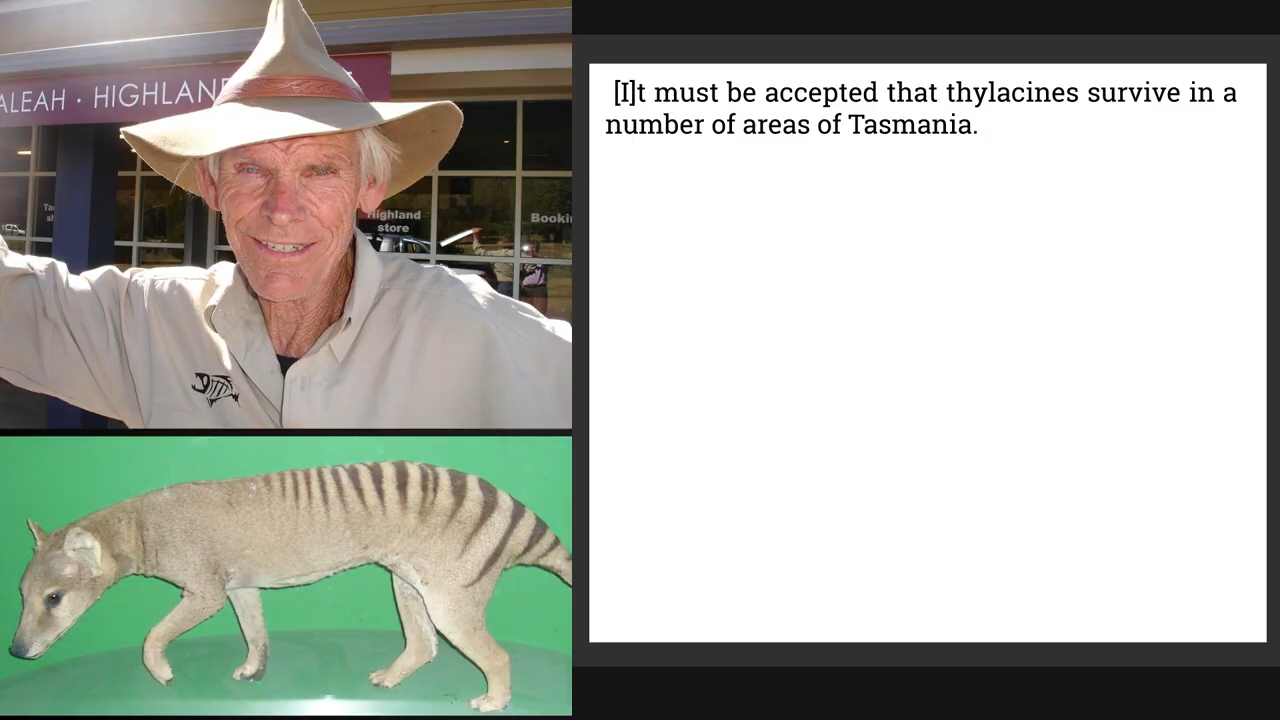 ALEAH · HIGHLAN
Highland
store
Bookin
[I]t must be accepted that thylacines survive in a
number of areas of Tasmania.